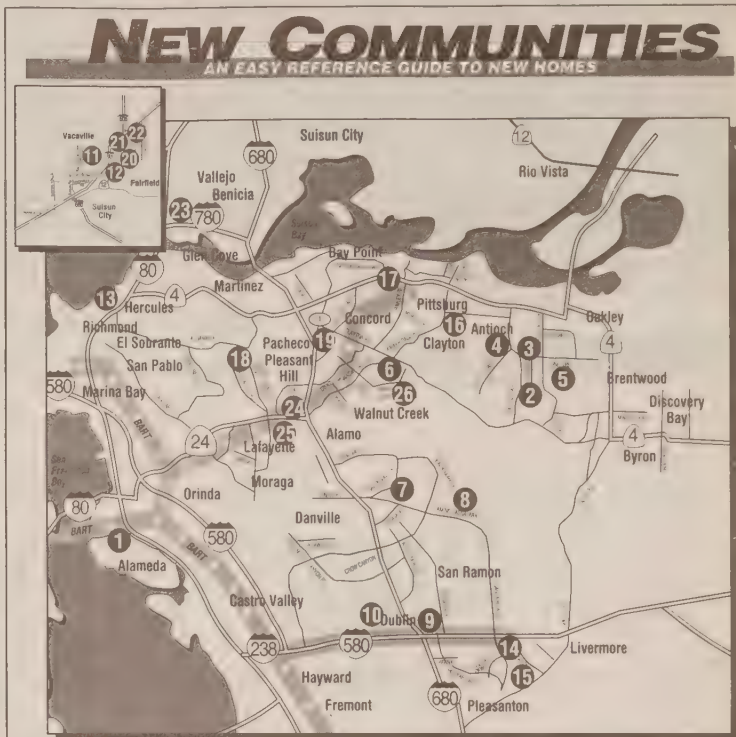 NEW COMMUNITIES
AN EASY REFERENCE GUIDE TO NEW HOMES
Vacaville
11
21
22
20
12
Fairfield
Suisun
City
680
Suisun City
12
Rio Vista
Vallejo
Benicia
23
780
Glen Cove
Bay Point
80
Martinez
17
13
Hercules
4
Richmond
El Sobrante
San Pablo
18
Pacheco
Pleasant
Hill
19
Concord
Pittsburg
16
Clayton
Antioch
4
3
Oakley
4
580
Marina Bay
BART
6
26
Walnut Creek
2
5
Brentwood
Discovery
Bay
24
24
25
Lafayette
Alamo
4
Byron
Moraga
Orinda
80
BART
580
BART
7
8
Danville
1
Alameda
CROW CANYON
San Ramon
Castro Valley
10
Dublin
9
238
580
14
Livermore
15
Hayward
Fremont
680
Pleasanton